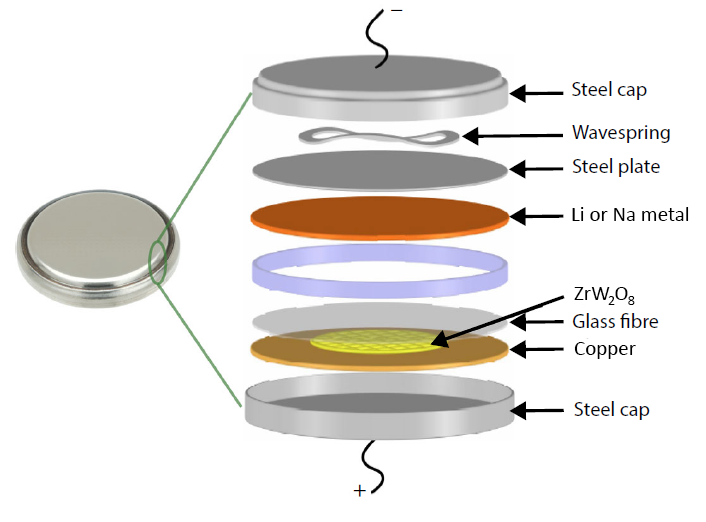 −
Steel cap
Wavespring
Steel plate
Li or Na metal
ZrW₂O₈
Glass fibre
Copper
Steel cap
+